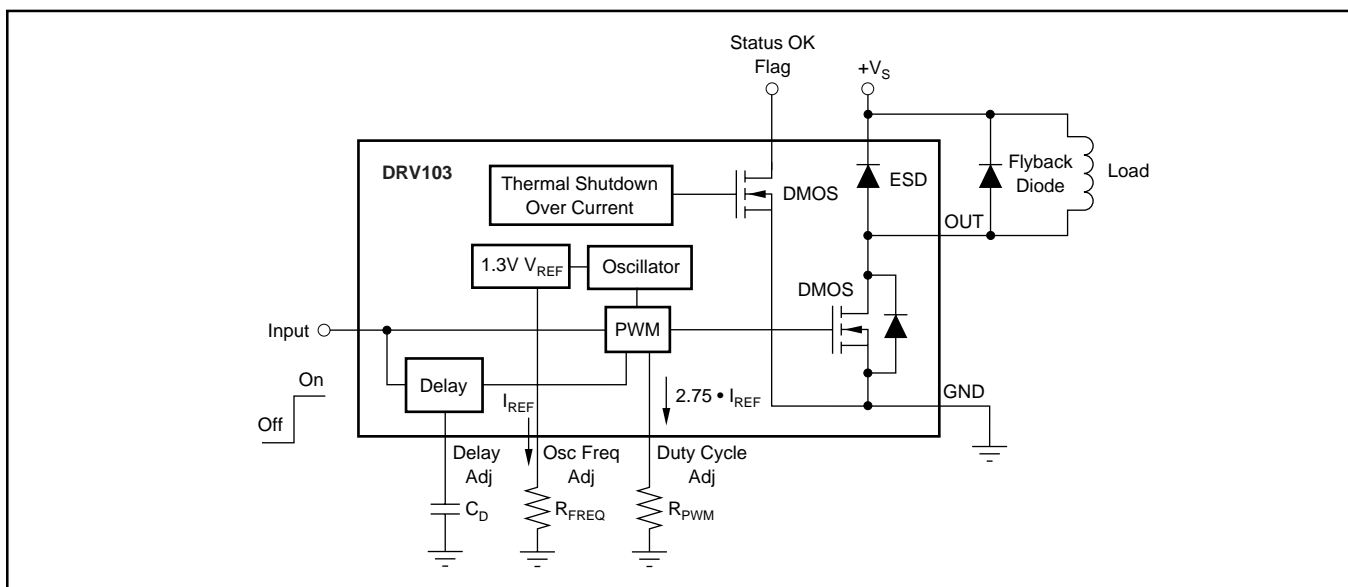 Status OK
Flag
+VS
DRV103
Thermal Shutdown
Over Current
DMOS
ESD
Flyback
Diode
Load
OUT
1.3V VREF
Oscillator
DMOS
Input
PWM
On
Off
Delay
IREF
2.75 • IREF
GND
Delay
Adj
Osc Freq
Adj
Duty Cycle
Adj
CD
RFREQ
RPWM